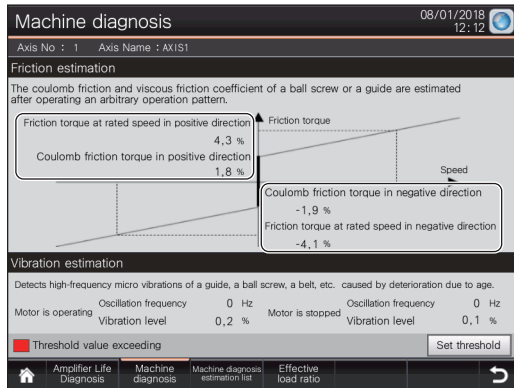 Machine diagnosis
08/01/2018
12:12
Axis No : 1 Axis Name : AXIS1
Friction estimation
The coulomb friction and viscous friction coefficient of a ball screw or a guide are estimated
after operating an arbitrary operation pattern.
Friction torque at rated speed in positive direction
4,3 %
Coulomb friction torque in positive direction
1,8 %
Friction torque
Speed
Coulomb friction torque in negative direction
-1,9 %
Friction torque at rated speed in negative direction
-4,1 %
Vibration estimation
Detects high-frequency micro vibrations of a guide, a ball screw, a belt, etc. caused by deterioration due to age.
Motor is operating
Oscillation frequency 0 Hz
Vibration level 0,2 %
Motor is stopped
Oscillation frequency 0 Hz
Vibration level 0,1 %
Threshold value exceeding
Set threshold
Amplifier Life
Diagnosis
Machine
diagnosis
Machine diagnosis
estimation list
Effective
load ratio